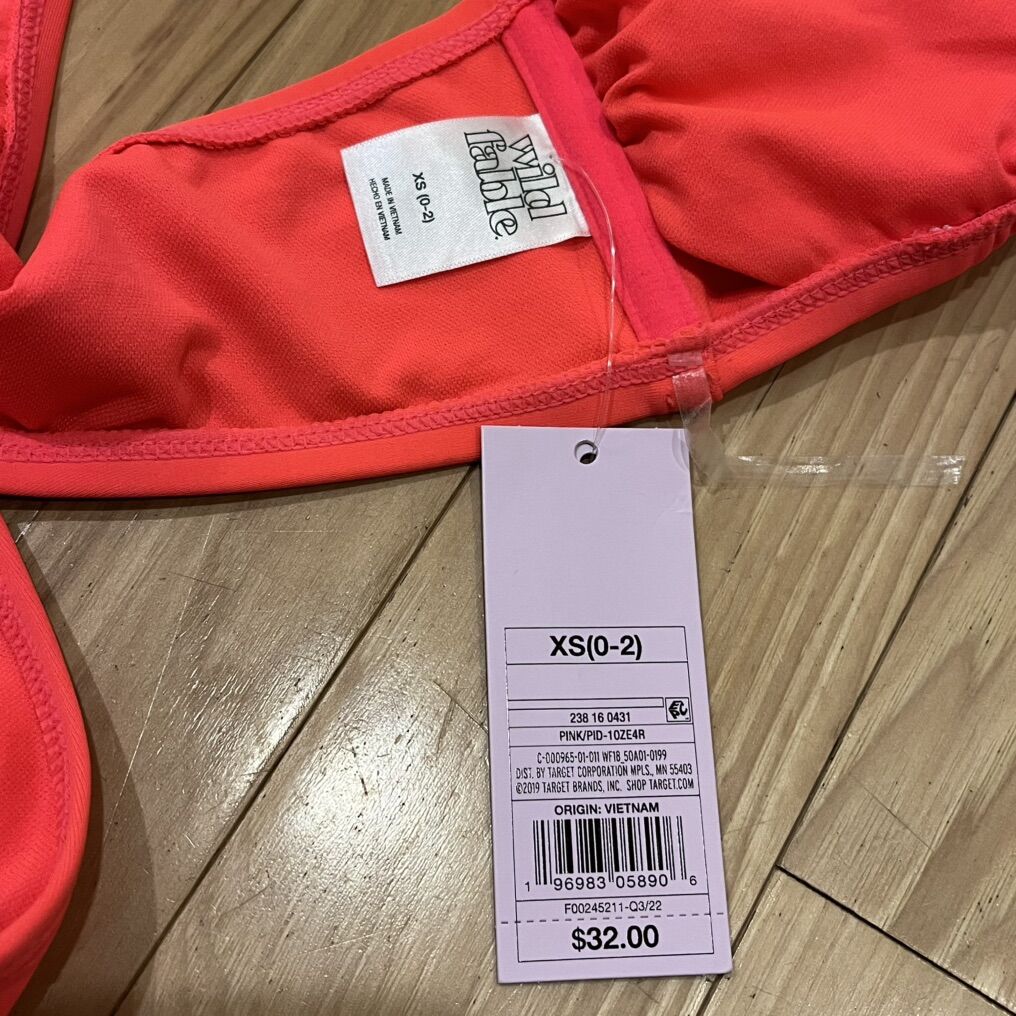 wild
fable®
XS (0-2)
MADE IN VIETNAM
HECHO EN VIETNAM
XS(0-2)
238 16 0431
PINK/PID-10ZE4R
C-000965-01-011 WF18_50A01-0199
DIST. BY TARGET CORPORATION MPLS., MN 55403
©2019 TARGET BRANDS, INC. SHOP TARGET.COM
ORIGIN: VIETNAM
1 96983 05890 6
F00245211-Q3/22
$32.00